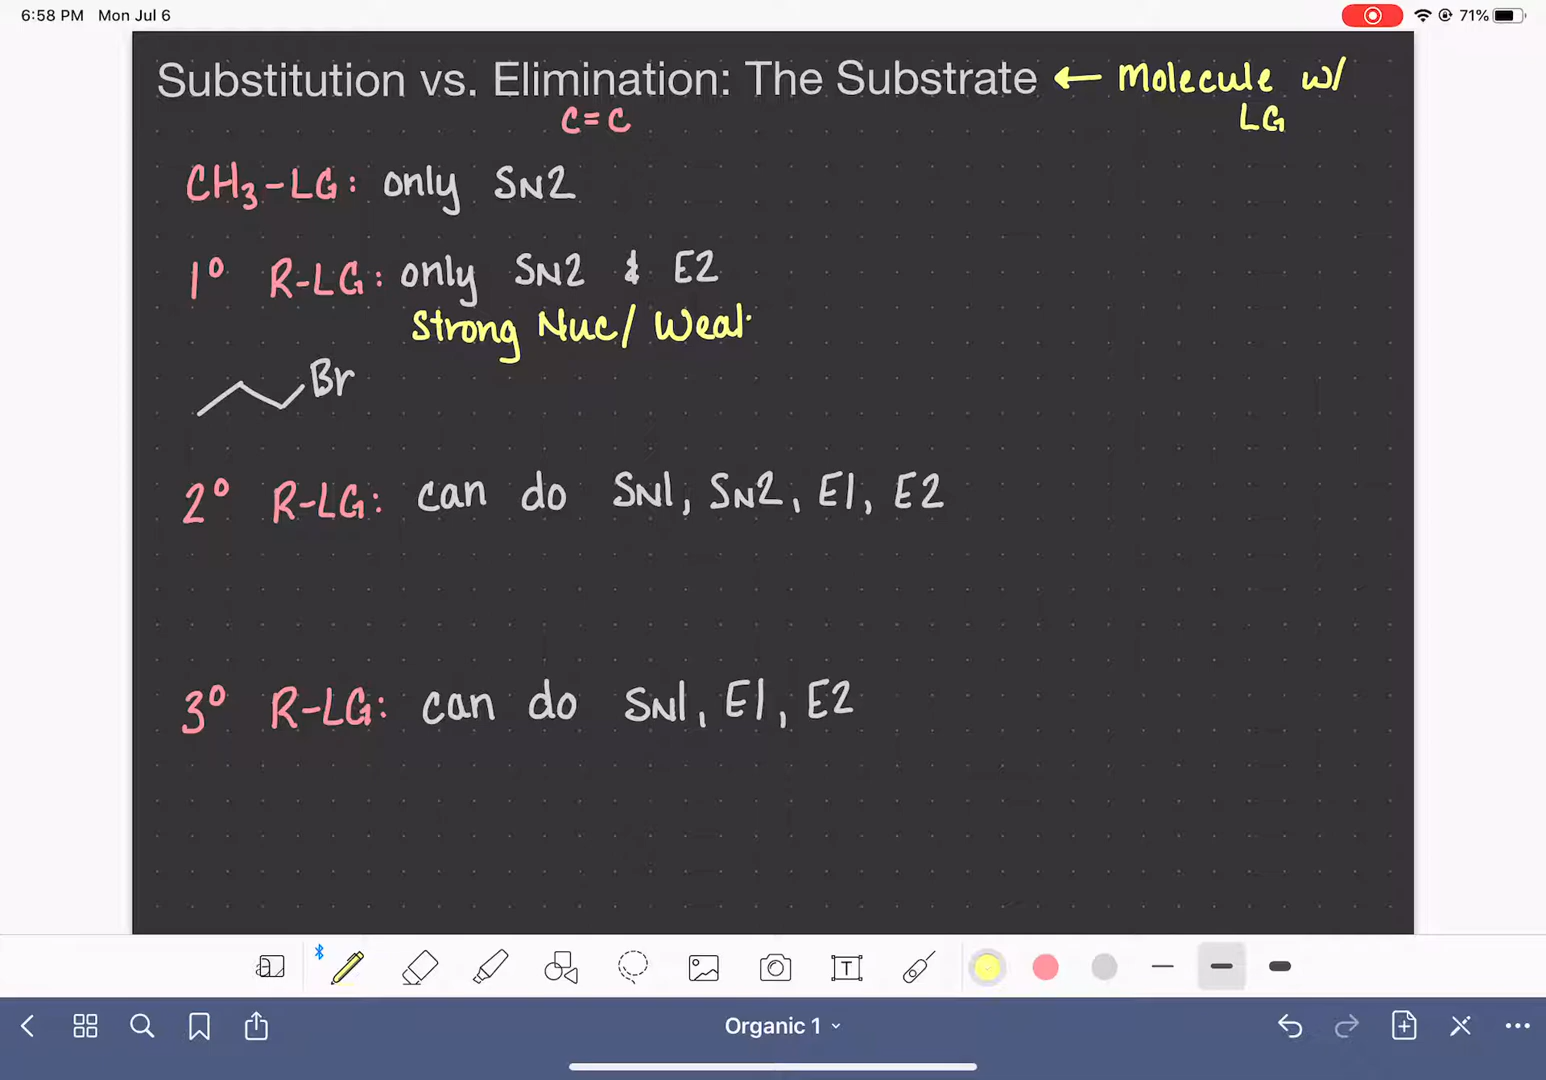 6:58 PM Mon Jul 6 71%
Substitution vs. Elimination: The Substrate ← Molecule w/
C=C LG
CH3-LG: only SN2
1° R-LG: only SN2 & E2
Strong Nuc/
Br
2° R-LG: can do SN1, SN2, E1, E2
3° R-LG: can do SN1, E1, E2
T
Organic 1